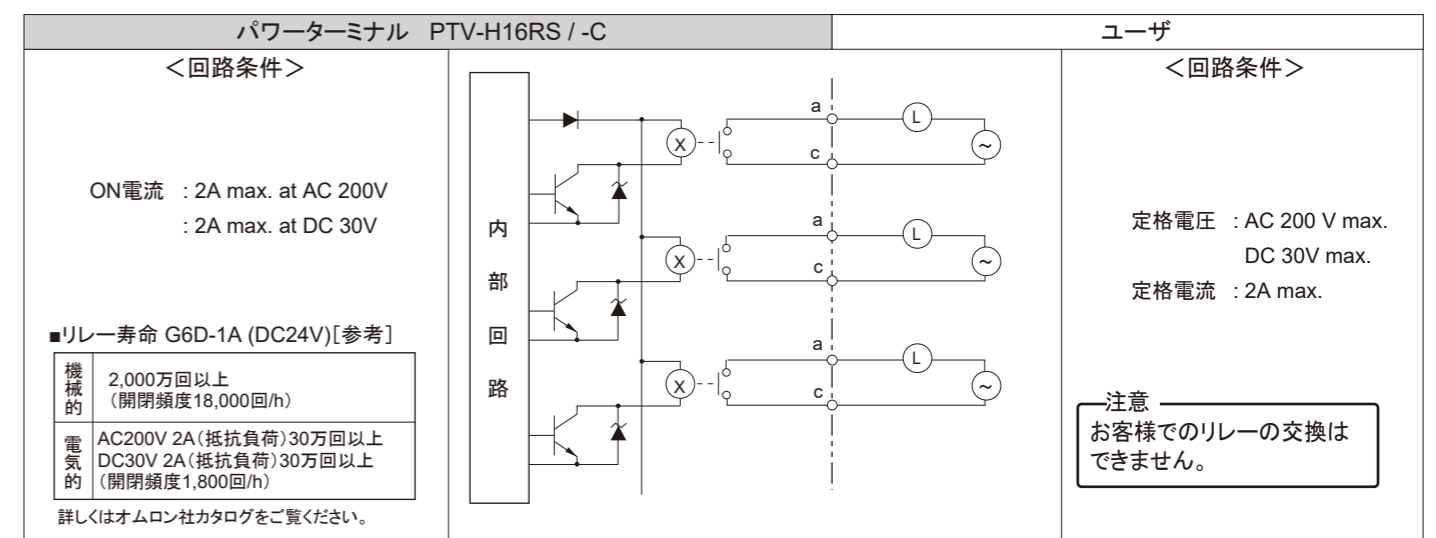 パワーターミナル PTV-H16RS / -C
ユーザ
<回路条件>
ON電流 : 2A max. at AC 200V
: 2A max. at DC 30V
■リレー寿命 G6D-1A (DC24V)[参考]
機械的
2,000万回以上
(開閉頻度18,000回/h)
電気的
AC200V 2A(抵抗負荷)30万回以上
DC30V 2A(抵抗負荷)30万回以上
(開閉頻度1,800回/h)
詳しくはオムロン社カタログをご覧ください。
内部回路
X
a
c
L
~
X
a
c
L
~
X
a
c
L
~
<回路条件>
定格電圧 : AC 200 V max.
DC 30V max.
定格電流 : 2A max.
注意
お客様でのリレーの交換は
できません。